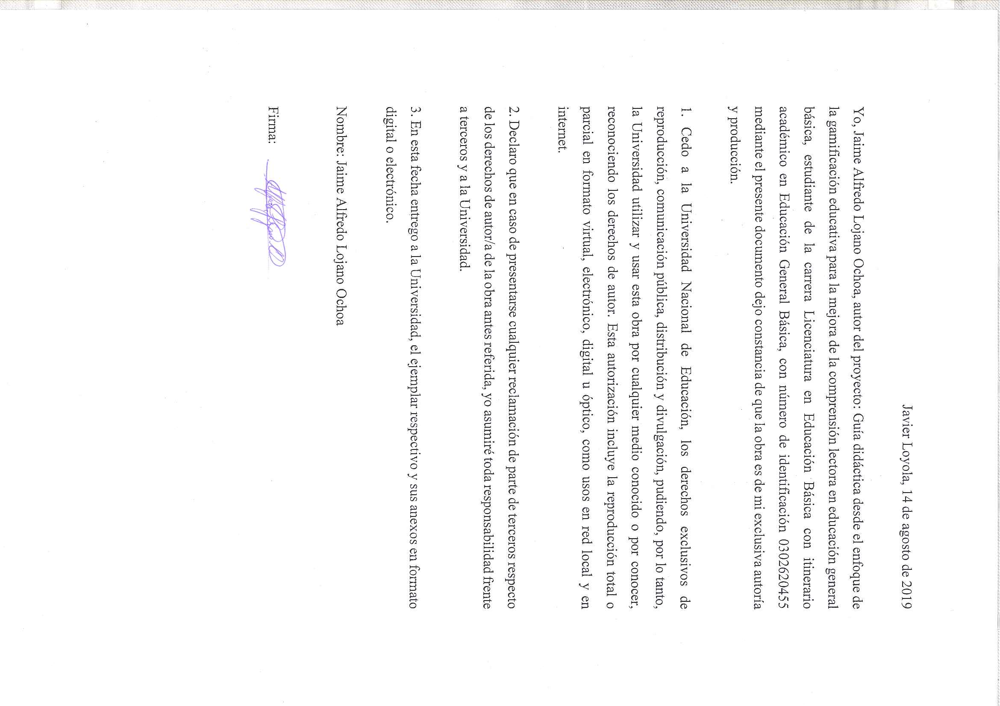 Javier Loyola, 14 de agosto de 2019
Yo, Jaime Alfredo Lojano Ochoa, autor del proyecto: Guía didáctica desde el enfoque de
la gamificación educativa para la mejora de la comprensión lectora en educación general
básica, estudiante de la carrera Licenciatura en Educación Básica con itinerario
académico en Educación General Básica, con número de identificación 0302620455
mediante el presente documento dejo constancia de que la obra es de mi exclusiva autoría
y producción.
1. Cedo a la Universidad Nacional de Educación, los derechos exclusivos de
reproducción, comunicación pública, distribución y divulgación, pudiendo, por lo tanto,
la Universidad utilizar y usar esta obra por cualquier medio conocido o por conocer,
reconociendo los derechos de autor. Esta autorización incluye la reproducción total o
parcial en formato virtual, electrónico, digital u óptico, como usos en red local y en
internet.
2. Declaro que en caso de presentarse cualquier reclamación de parte de terceros respecto
de los derechos de autor/a de la obra antes referida, yo asumiré toda responsabilidad frente
a terceros y a la Universidad.
3. En esta fecha entrego a la Universidad, el ejemplar respectivo y sus anexos en formato
digital o electrónico.
Nombre: Jaime Alfredo Lojano Ochoa
Firma: